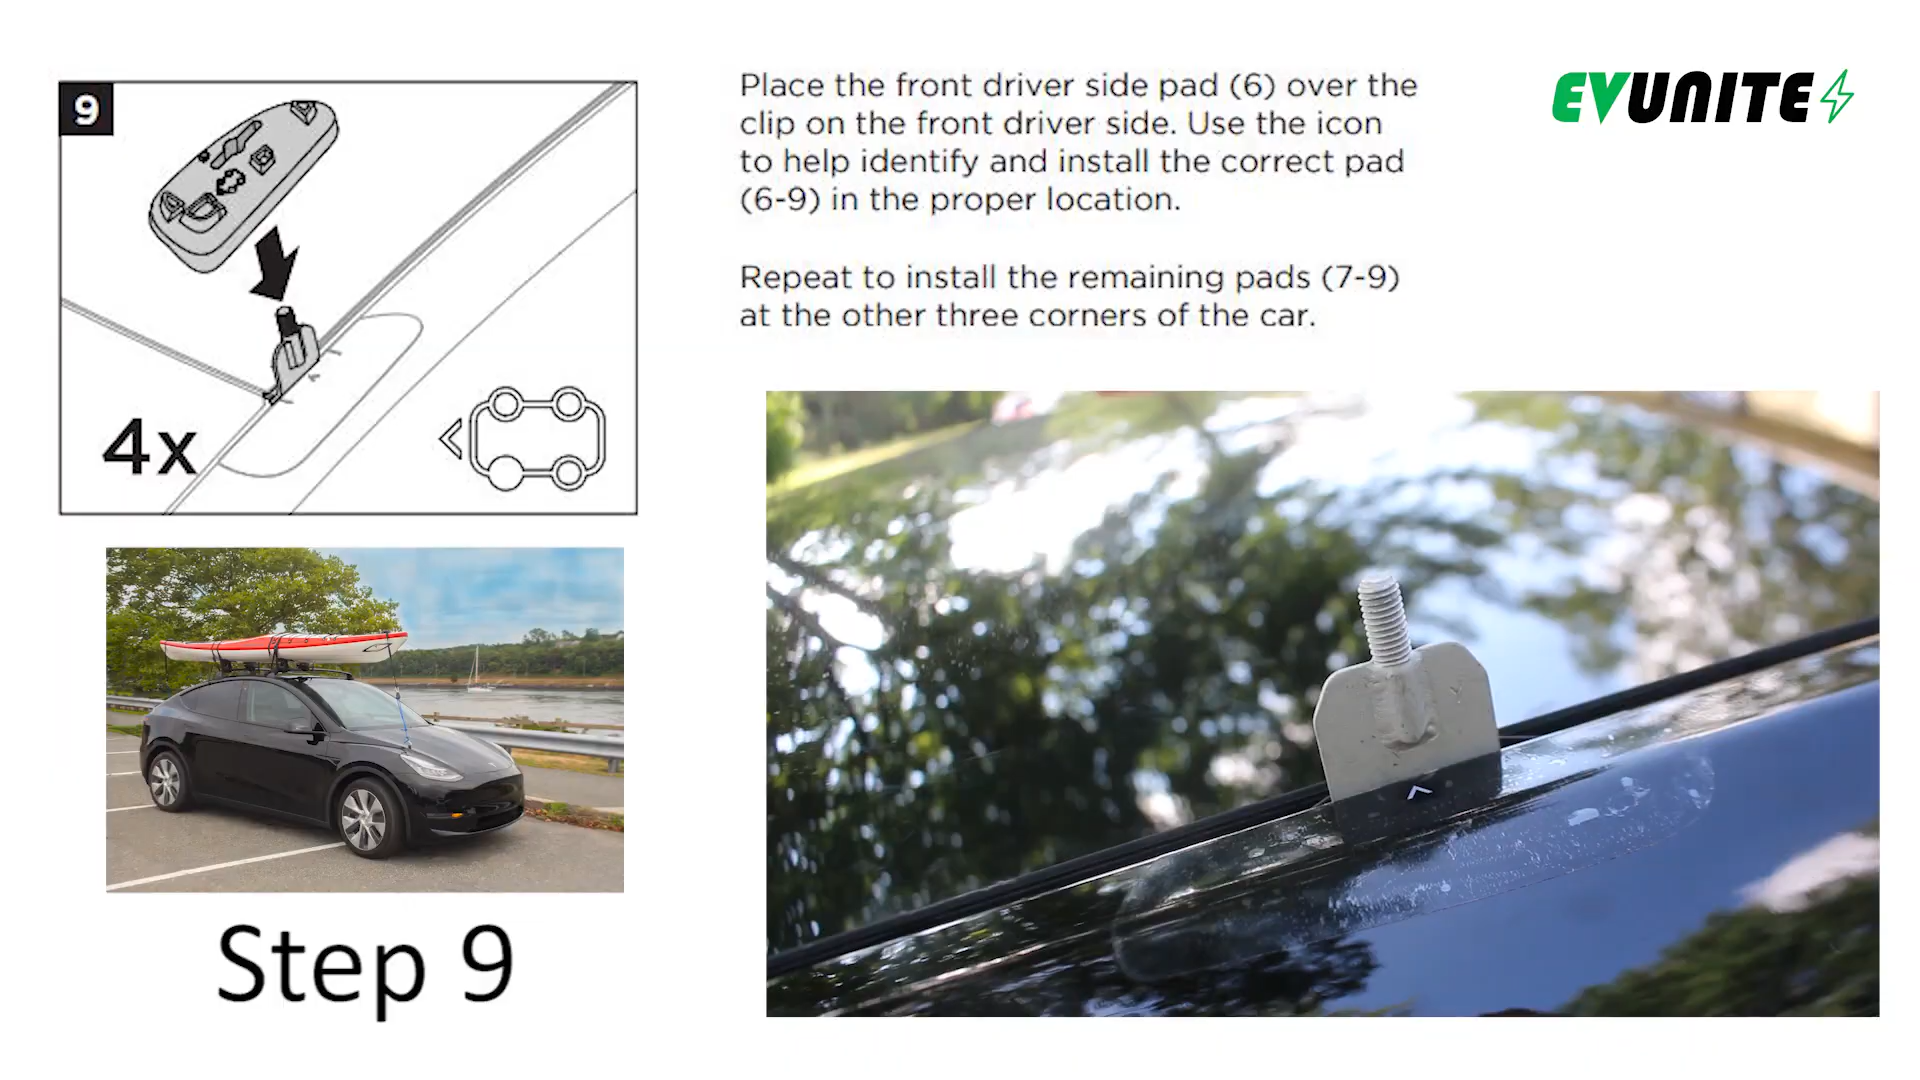 9
4x
Place the front driver side pad (6) over the
clip on the front driver side. Use the icon
to help identify and install the correct pad
(6-9) in the proper location.
Repeat to install the remaining pads (7-9)
at the other three corners of the car.
EVUNITE
Step 9